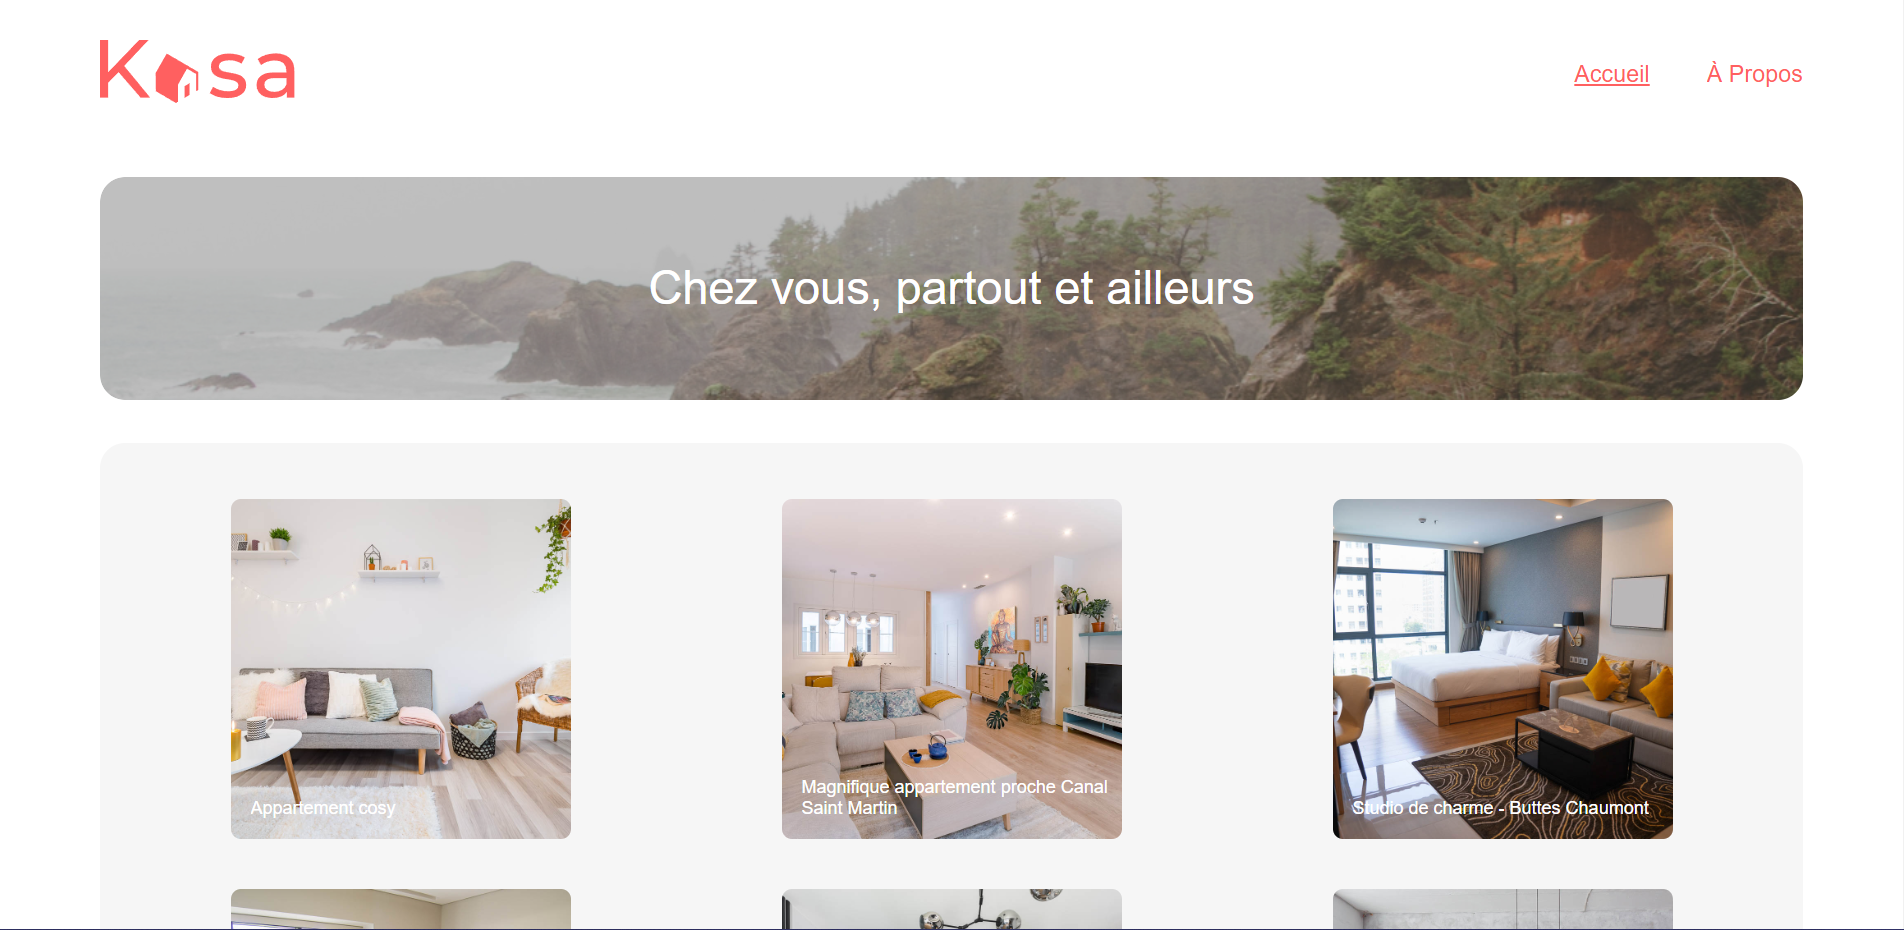 Kasa
Accueil
À Propos
Chez vous, partout et ailleurs
Appartement cosy
Magnifique appartement proche Canal
Saint Martin
Studio de charme - Buttes Chaumont